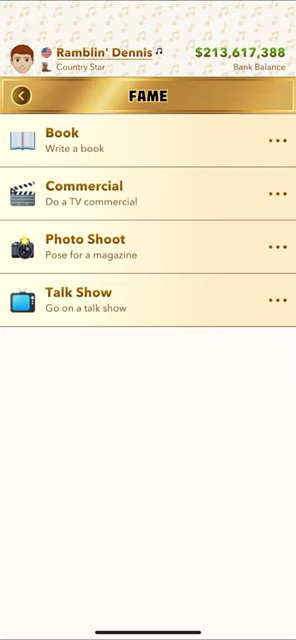 Ramblin' Dennis
$213,617,388
Country Star
Bank Balance
FAME
Book
Write a book
Commercial
Do a TV commercial
Photo Shoot
Pose for a magazine
Talk Show
Go on a talk show